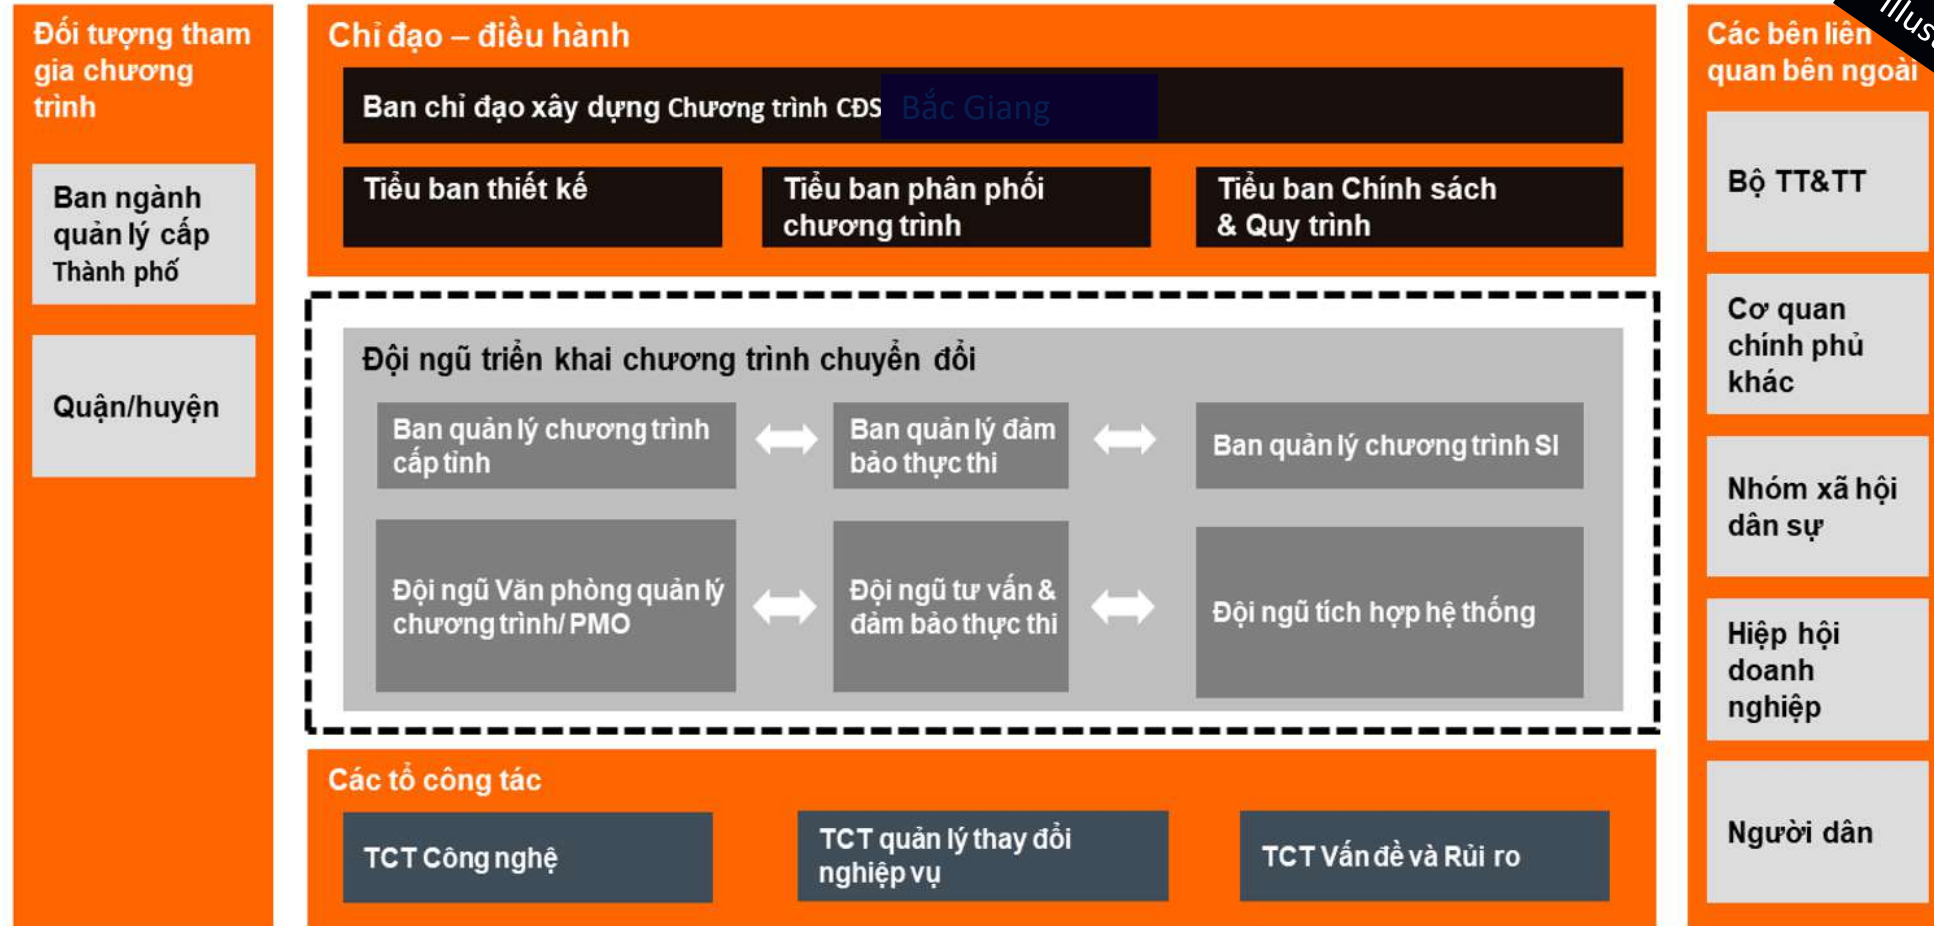 Đối tượng tham
gia chương
trình
Ban ngành
quản lý cấp
Thành phố
Quận/huyện
Chỉ đạo – điều hành
Ban chỉ đạo xây dựng Chương trình CĐS Bắc Giang
Tiểu ban thiết kế
Tiểu ban phân phối
chương trình
Tiểu ban Chính sách
& Quy trình
Đội ngũ triển khai chương trình chuyển đổi
Ban quản lý chương trình
cấp tỉnh
Ban quản lý đảm
bảo thực thi
Ban quản lý chương trình SI
Đội ngũ Văn phòng quản lý
chương trình/ PMO
Đội ngũ tư vấn &
đảm bảo thực thi
Đội ngũ tích hợp hệ thống
Các tổ công tác
TCT Công nghệ
TCT quản lý thay đổi
nghiệp vụ
TCT Vấn đề và Rủi ro
Các bên liên
quan bên ngoài
Bộ TT&TT
Cơ quan
chính phủ
khác
Nhóm xã hội
dân sự
Hiệp hội
doanh
nghiệp
Người dân